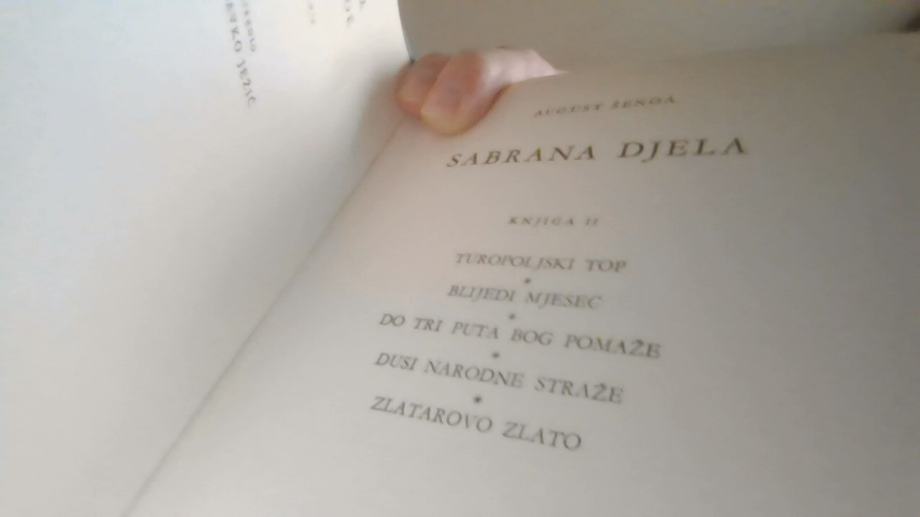 AUGUST ŠENOA
SABRANA DJELA
KNJIGA II
TUROPOLJSKI TOP
*
BLIJEDI MJESEC
*
DO TRI PUTA BOG POMAŽE
*
DUSI NARODNE STRAŽE
*
ZLATAROVO ZLATO